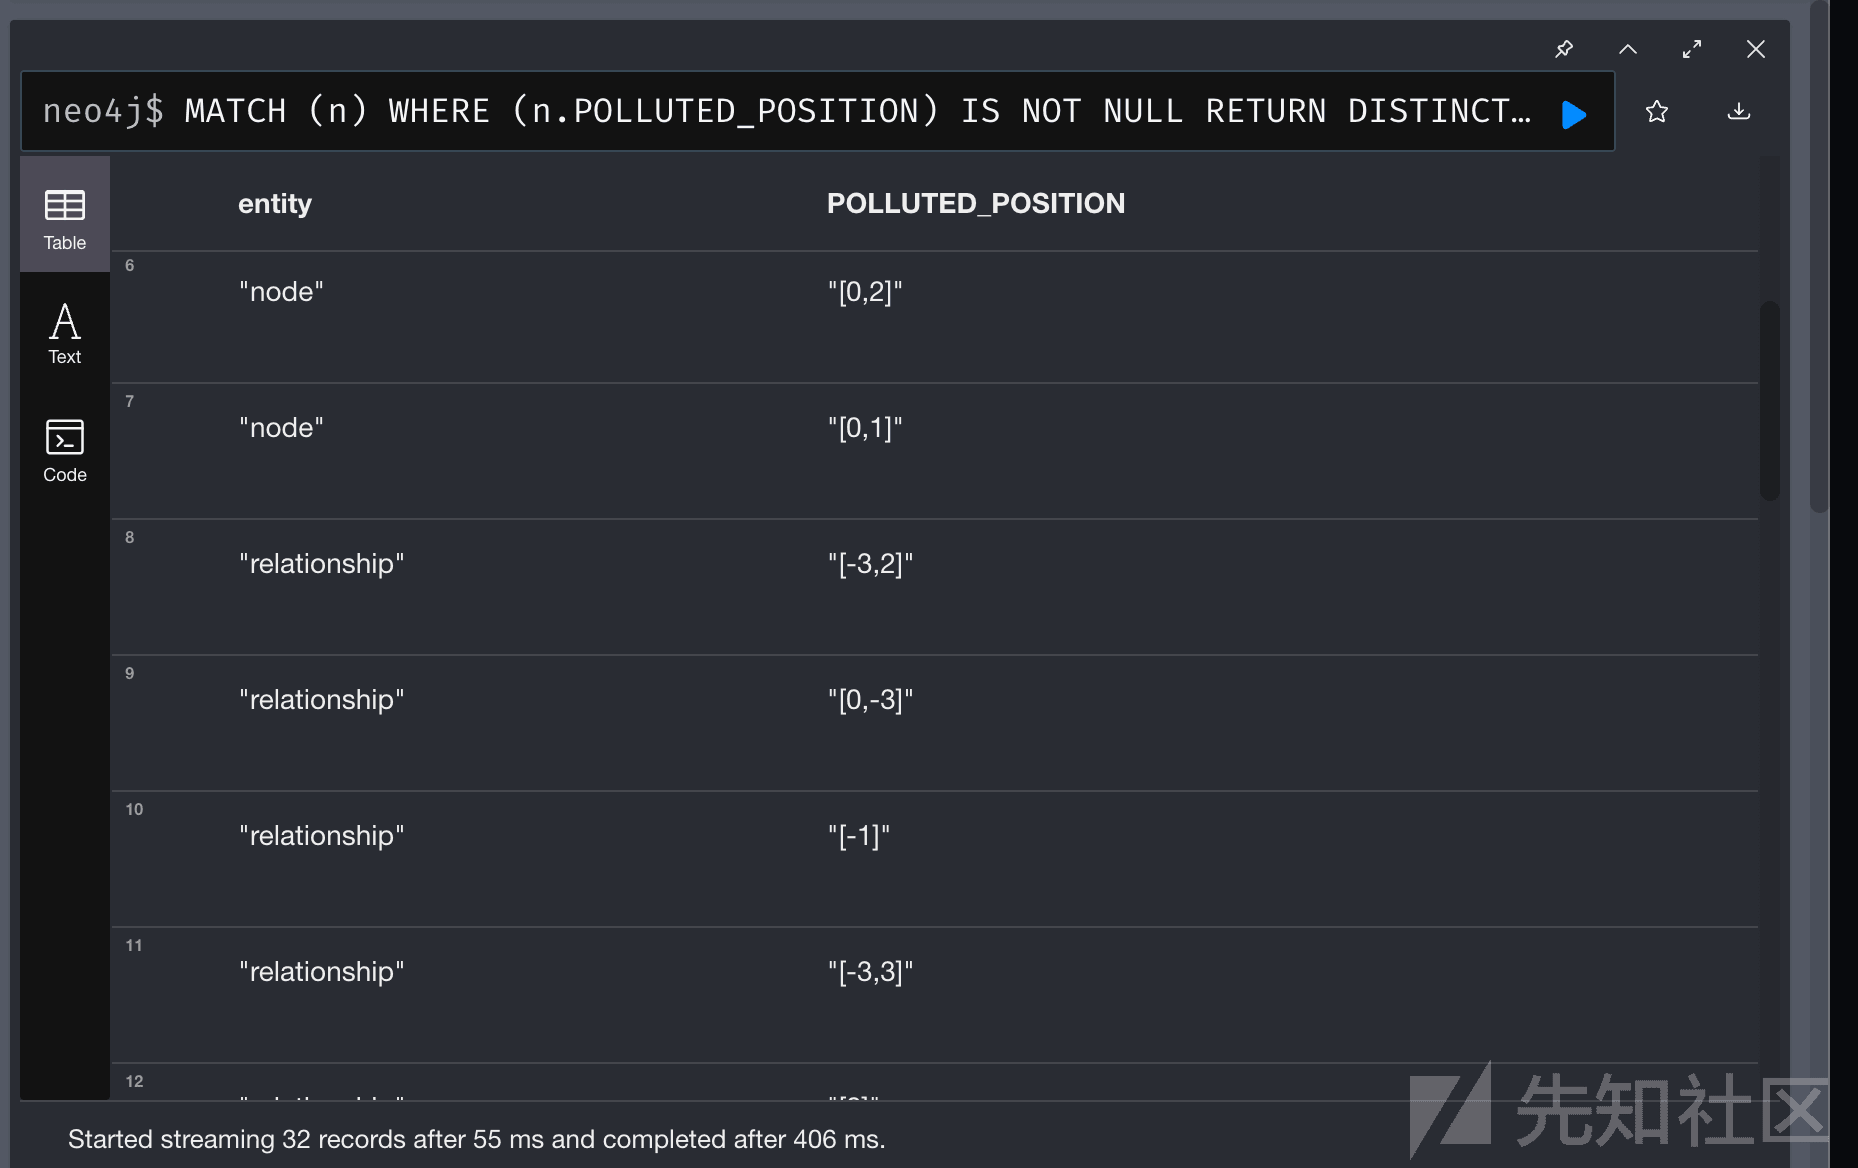 neo4j$ MATCH (n) WHERE (n.POLLUTED_POSITION) IS NOT NULL RETURN DISTINCT…
Table
Text
Code
entity POLLUTED_POSITION
6 "node" "[0,2]"
7 "node" "[0,1]"
8 "relationship" "[-3,2]"
9 "relationship" "[0,-3]"
10 "relationship" "[-1]"
11 "relationship" "[-3,3]"
12
Started streaming 32 records after 55 ms and completed after 406 ms.
先知社区